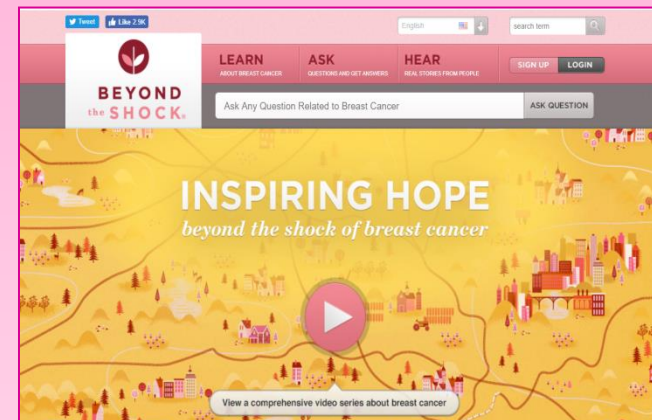 Tweet Like 2.9K English search term
LEARN ASK HEAR SIGN UP LOGIN
ABOUT BREAST CANCER QUESTIONS AND GET ANSWERS REAL STORIES FROM PEOPLE
BEYOND
the SHOCK®
Ask Any Question Related to Breast Cancer ASK QUESTION
INSPIRING HOPE
beyond the shock of breast cancer
View a comprehensive video series about breast cancer